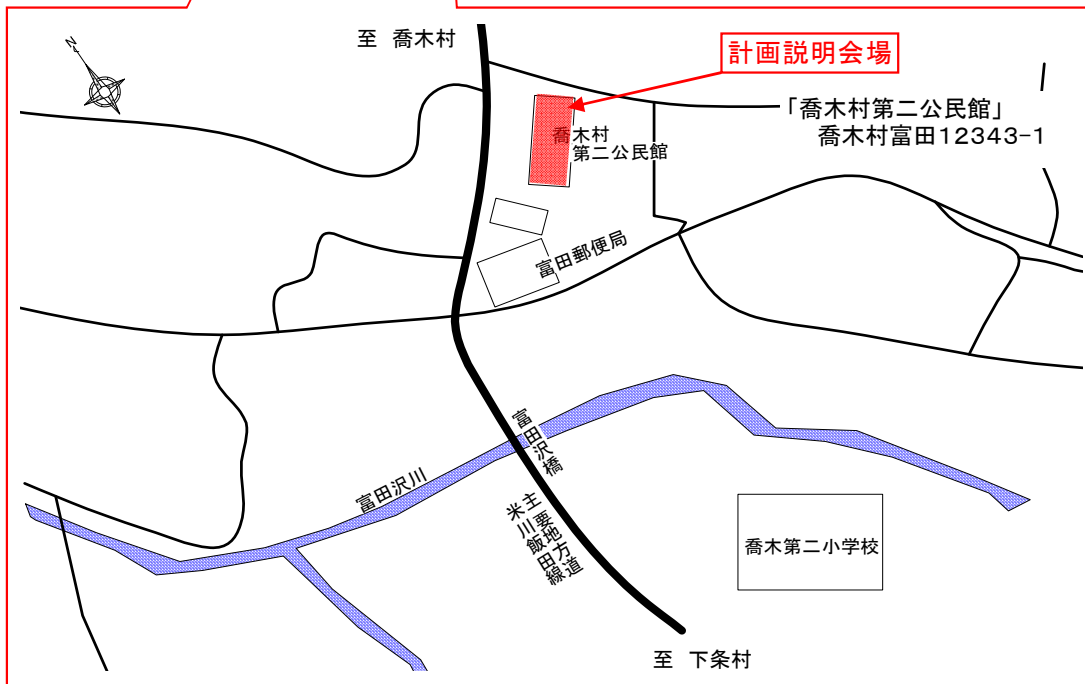 N
至 喬木村
計画説明会場
「喬木村第二公民館」
喬木村富田12343-1
喬木村
第二公民館
富田郵便局
富田沢橋
富田沢川
主要地方道
米川飯田線
喬木第二小学校
至 下条村